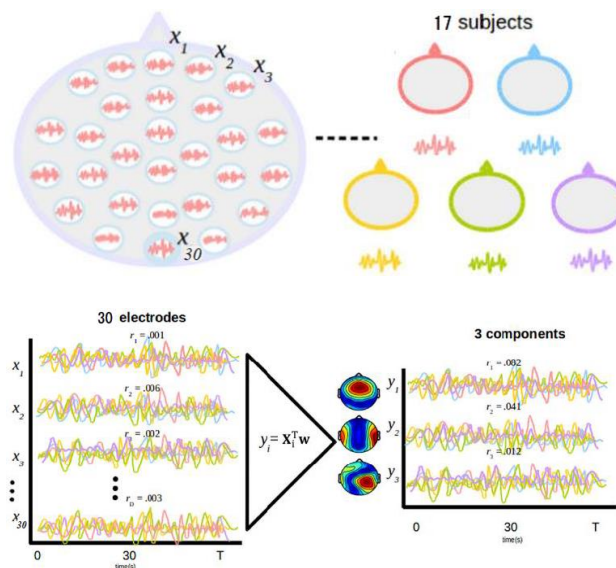 17 subjects
x1
x2
x3
x30
30 electrodes
3 components
r1 = .001
x1
r2 = .006
x2
r3 = .002
x3
rD = .003
x30
0 30 T
time(s)
yi = XiTw
r1 = .082
y1
r2 = .041
y2
r3 = .012
y3
0 30 T
time(s)